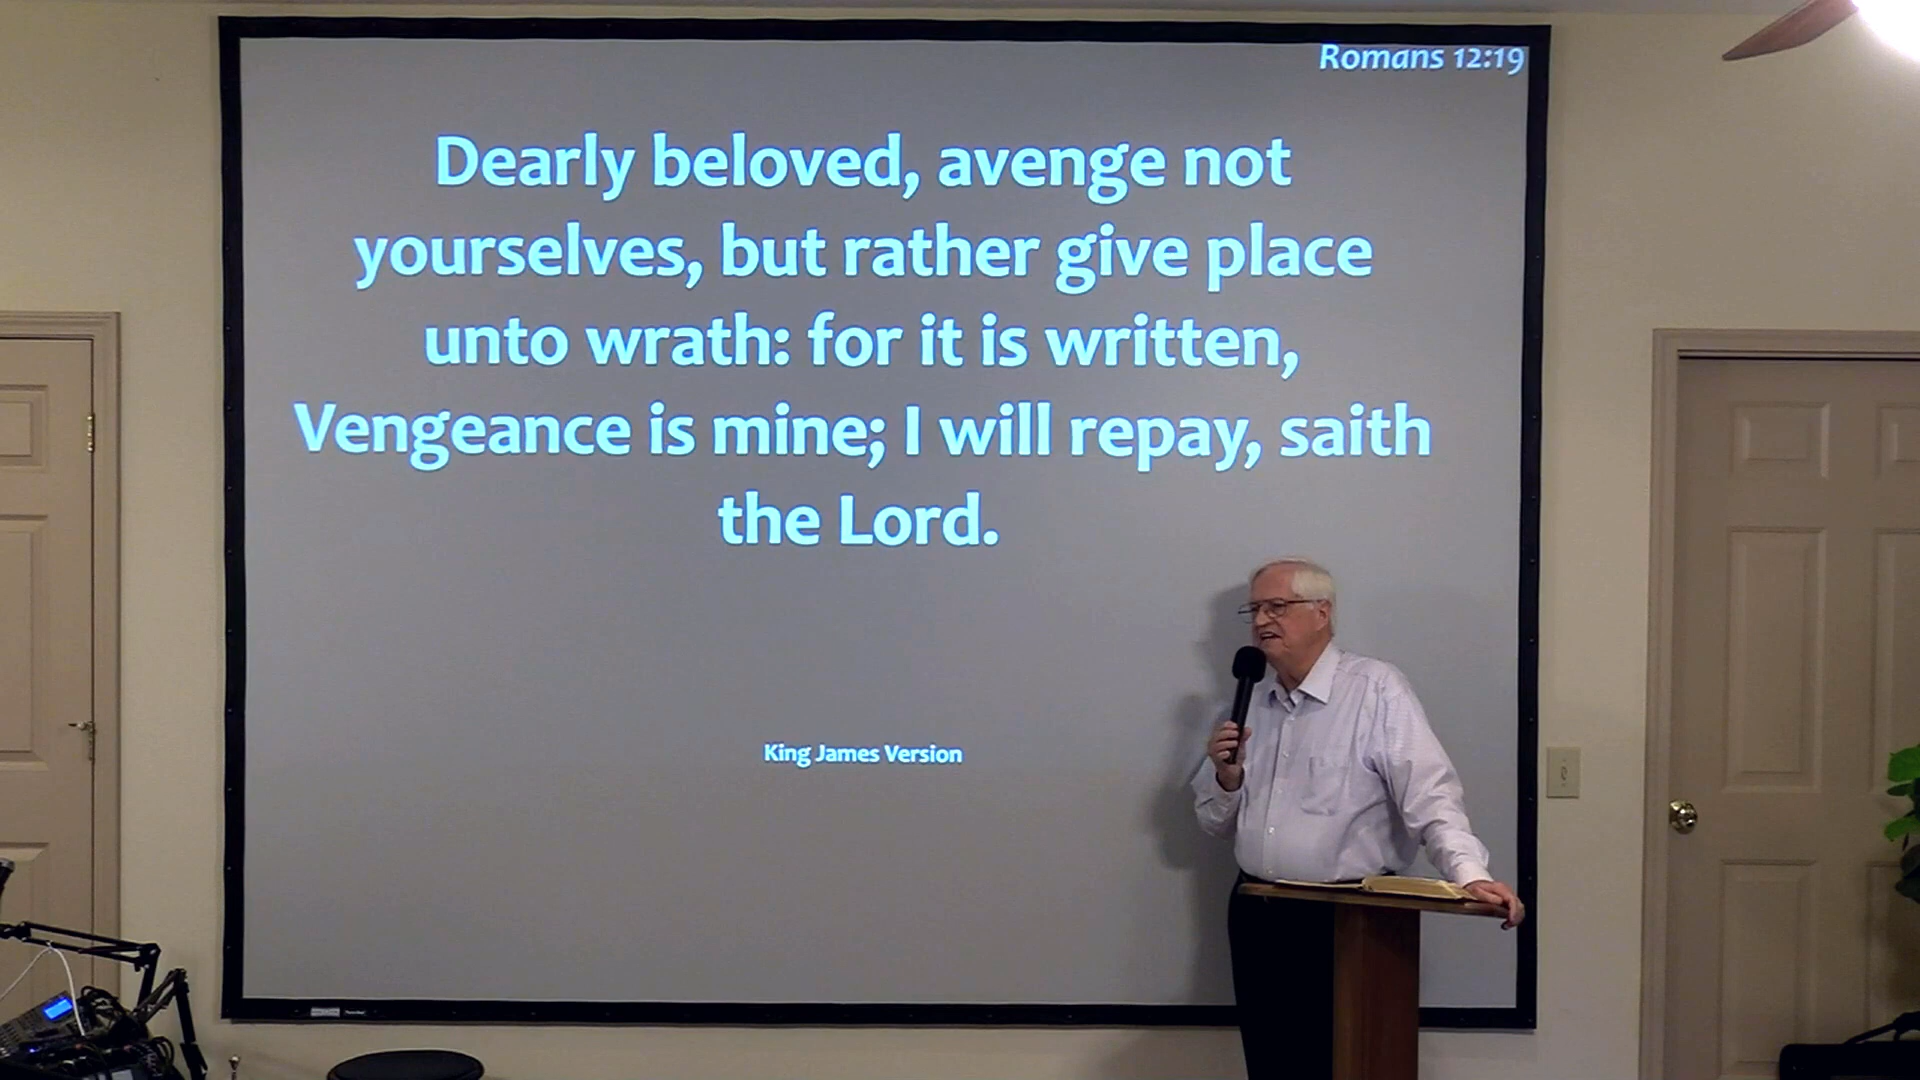 Romans 12:19
Dearly beloved, avenge not
yourselves, but rather give place
unto wrath: for it is written,
Vengeance is mine; I will repay, saith
the Lord.
King James Version